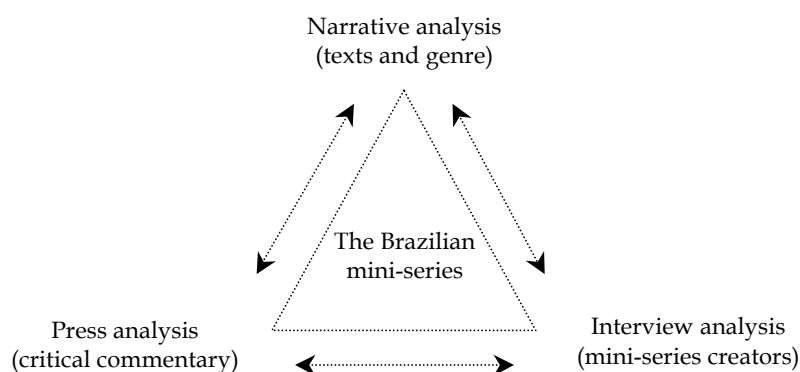 Narrative analysis
(texts and genre)
The Brazilian
mini-series
Press analysis
(critical commentary)
Interview analysis
(mini-series creators)